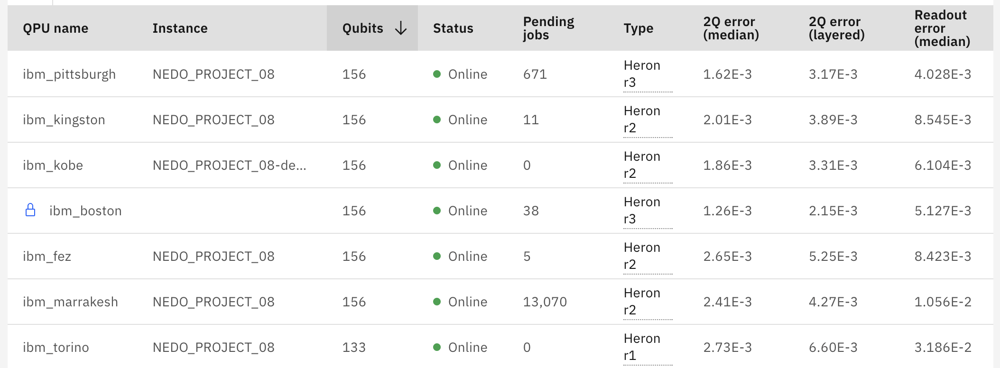 QPU name Instance Qubits Status Pending jobs Type 2Q error (median) 2Q error (layered) Readout error (median)
ibm_pittsburgh NEDO_PROJECT_08 156 Online 671 Heron r3 1.62E-3 3.17E-3 4.028E-3
ibm_kingston NEDO_PROJECT_08 156 Online 11 Heron r2 2.01E-3 3.89E-3 8.545E-3
ibm_kobe NEDO_PROJECT_08-de... 156 Online 0 Heron r2 1.86E-3 3.31E-3 6.104E-3
ibm_boston 156 Online 38 Heron r3 1.26E-3 2.15E-3 5.127E-3
ibm_fez NEDO_PROJECT_08 156 Online 5 Heron r2 2.65E-3 5.25E-3 8.423E-3
ibm_marrakesh NEDO_PROJECT_08 156 Online 13,070 Heron r2 2.41E-3 4.27E-3 1.056E-2
ibm_torino NEDO_PROJECT_08 133 Online 0 Heron r1 2.73E-3 6.60E-3 3.186E-2